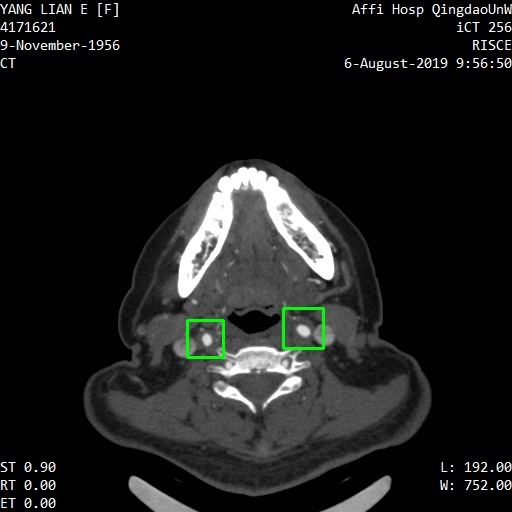 YANG LIAN E [F]
4171621
9-November-1956
CT
Affi Hosp QingdaoUnW
iCT 256
RISCE
6-August-2019 9:56:50
ST 0.90
RT 0.00
ET 0.00
L: 192.00
W: 752.00